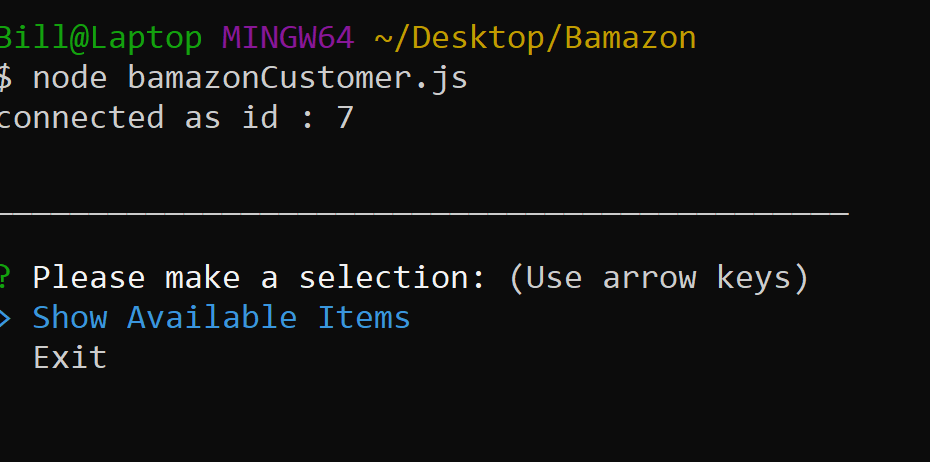 Bill@Laptop MINGW64 ~/Desktop/Bamazon
$ node bamazonCustomer.js
connected as id : 7
_____________________________________________
? Please make a selection: (Use arrow keys)
> Show Available Items
Exit